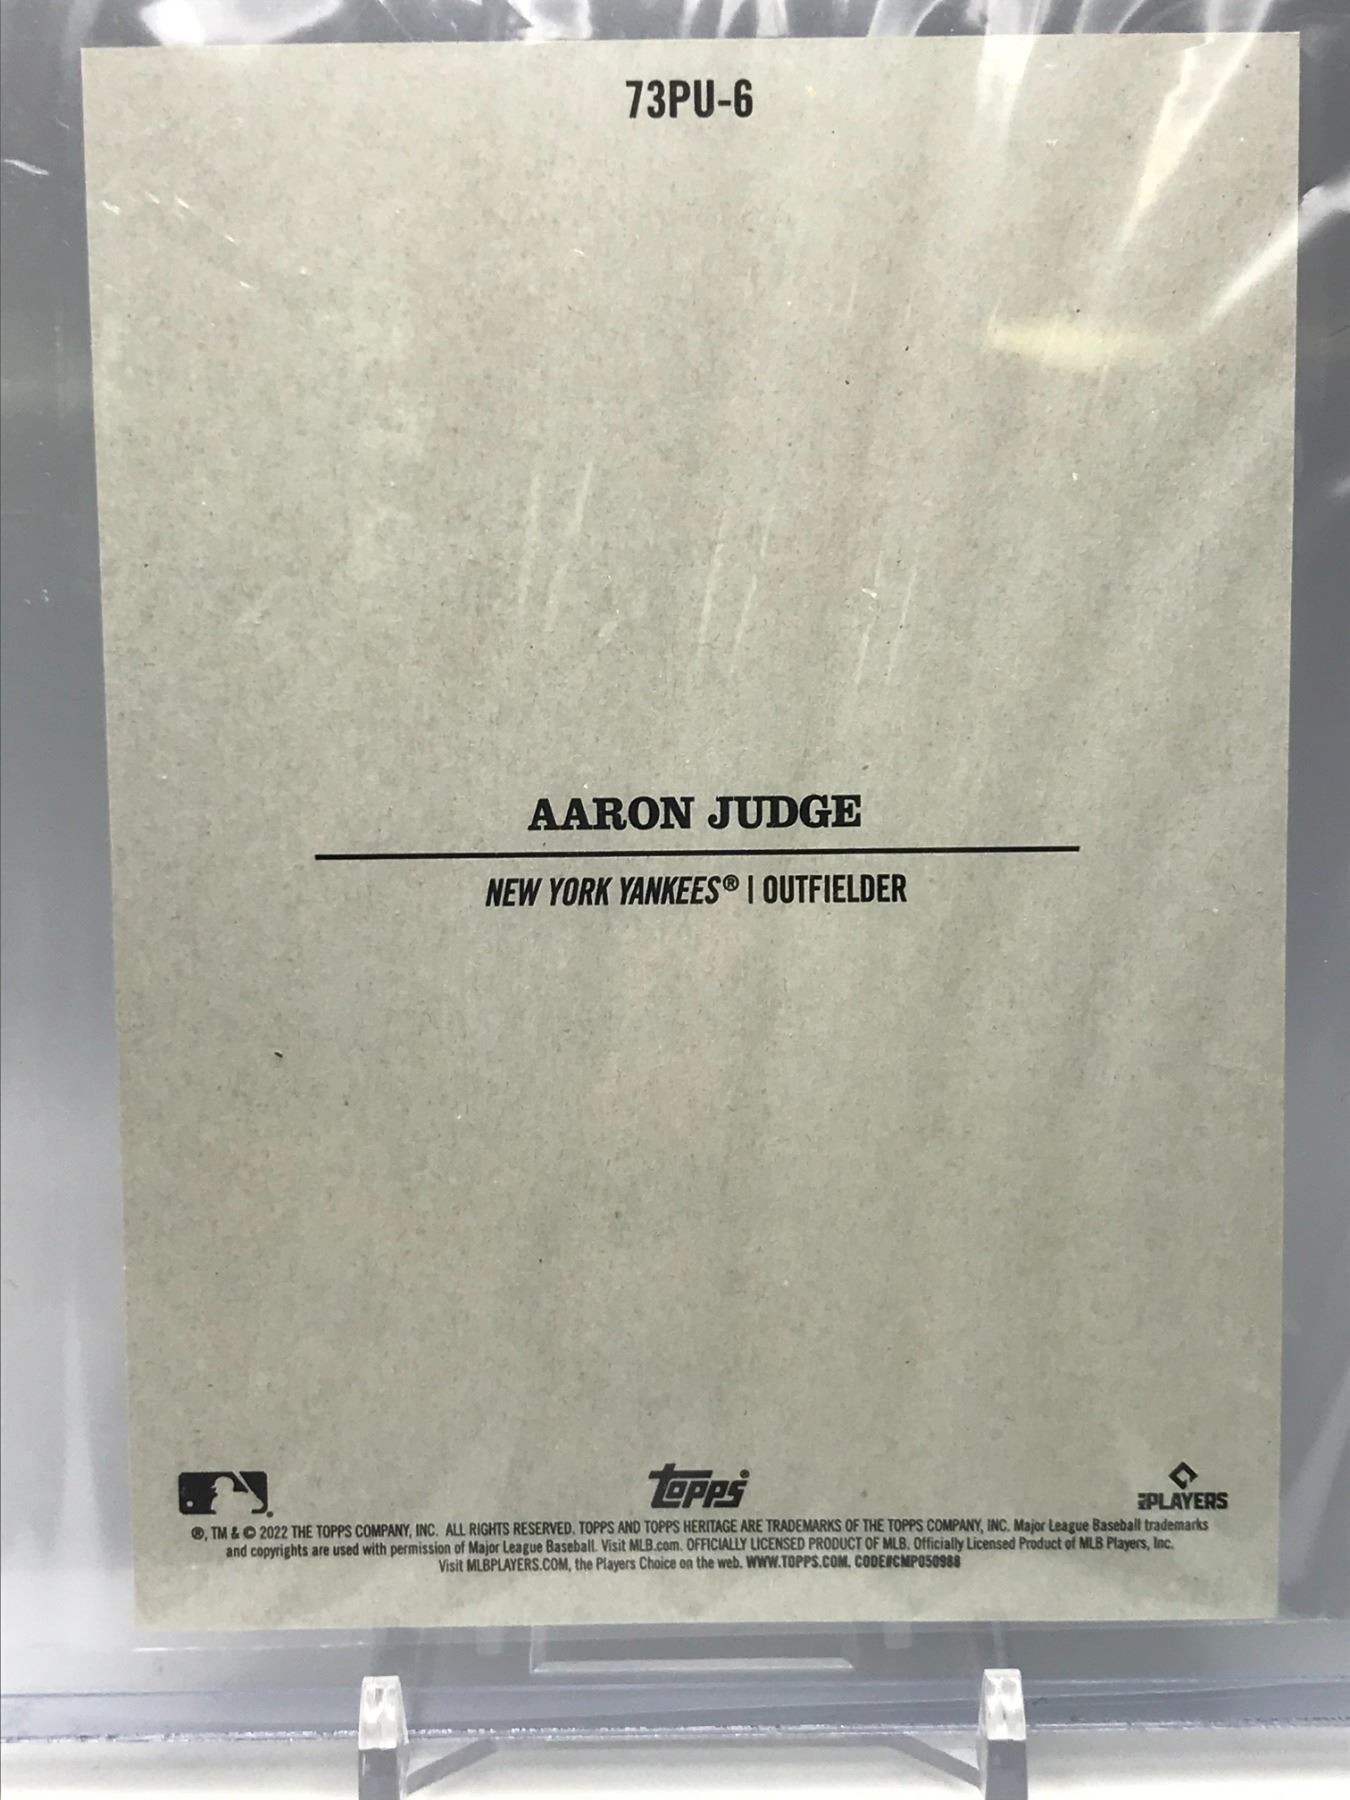 73PU-6
AARON JUDGE
NEW YORK YANKEES® | OUTFIELDER
topps
PLAYERS
®, TM & © 2022 THE TOPPS COMPANY, INC. ALL RIGHTS RESERVED. TOPPS AND TOPPS HERITAGE ARE TRADEMARKS OF THE TOPPS COMPANY, INC. Major League Baseball trademarks
and copyrights are used with permission of Major League Baseball. Visit MLB.com. OFFICIALLY LICENSED PRODUCT OF MLB. Officially Licensed Product of MLB Players, Inc.
Visit MLBPLAYERS.COM, the Players Choice on the web. WWW.TOPPS.COM. CODE#CMP050988